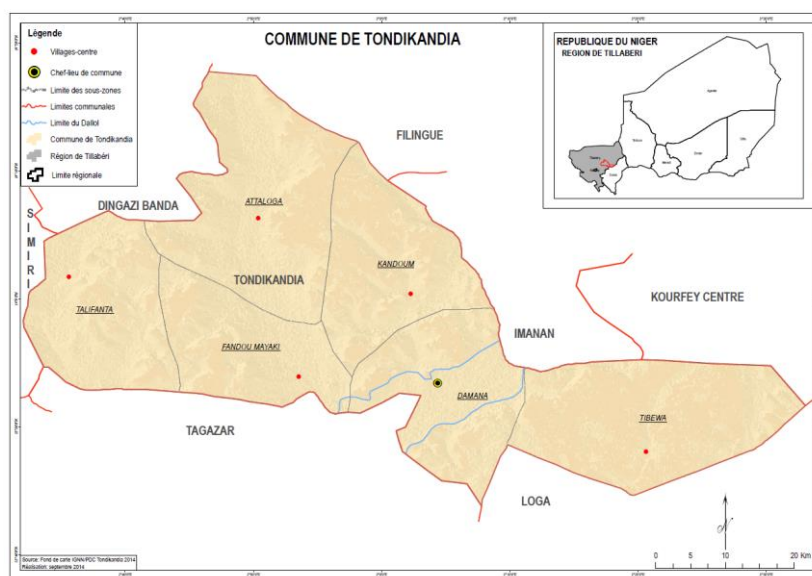 Légende
Villages-centre
Chef-lieu de commune
Limite des sous-zones
Limites communales
Limite du Dallol
Commune de Tondikandia
Région de Tillabéri
Limite régionale
COMMUNE DE TONDIKANDIA
REPUBLIQUE DU NIGER
REGION DE TILLABERI
FILINGUE
DINGAZI BANDA
SIMIRI
ATTALOGA
KANDOUM
TONDIKANDIA
TALIFANTA
KOURFEY CENTRE
IMANAN
FANDOU MAYAKI
DAMANA
TIBEWA
TAGAZAR
LOGA
N
0 5 10 20 Km
Source: Fond de carte IGNN/PDC Tondikandia 2014
Réalisation: septembre 2014